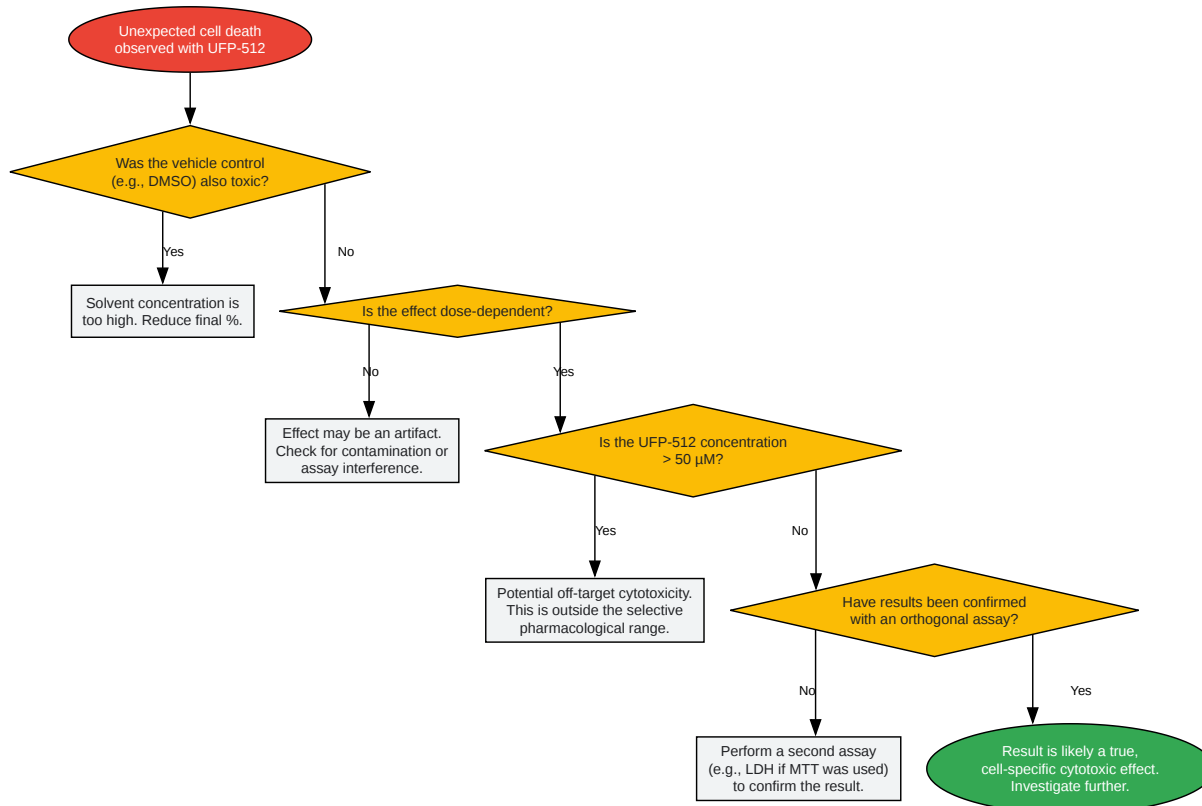 Unexpected cell death
observed with UFP-512
Was the vehicle control
(e.g., DMSO) also toxic?
Yes
No
Solvent concentration is
too high. Reduce final %.
Is the effect dose-dependent?
No
Yes
Effect may be an artifact.
Check for contamination or
assay interference.
Is the UFP-512 concentration
> 50 µM?
Yes
No
Potential off-target cytotoxicity.
This is outside the selective
pharmacological range.
Have results been confirmed
with an orthogonal assay?
No
Yes
Perform a second assay
(e.g., LDH if MTT was used)
to confirm the result.
Result is likely a true,
cell-specific cytotoxic effect.
Investigate further.